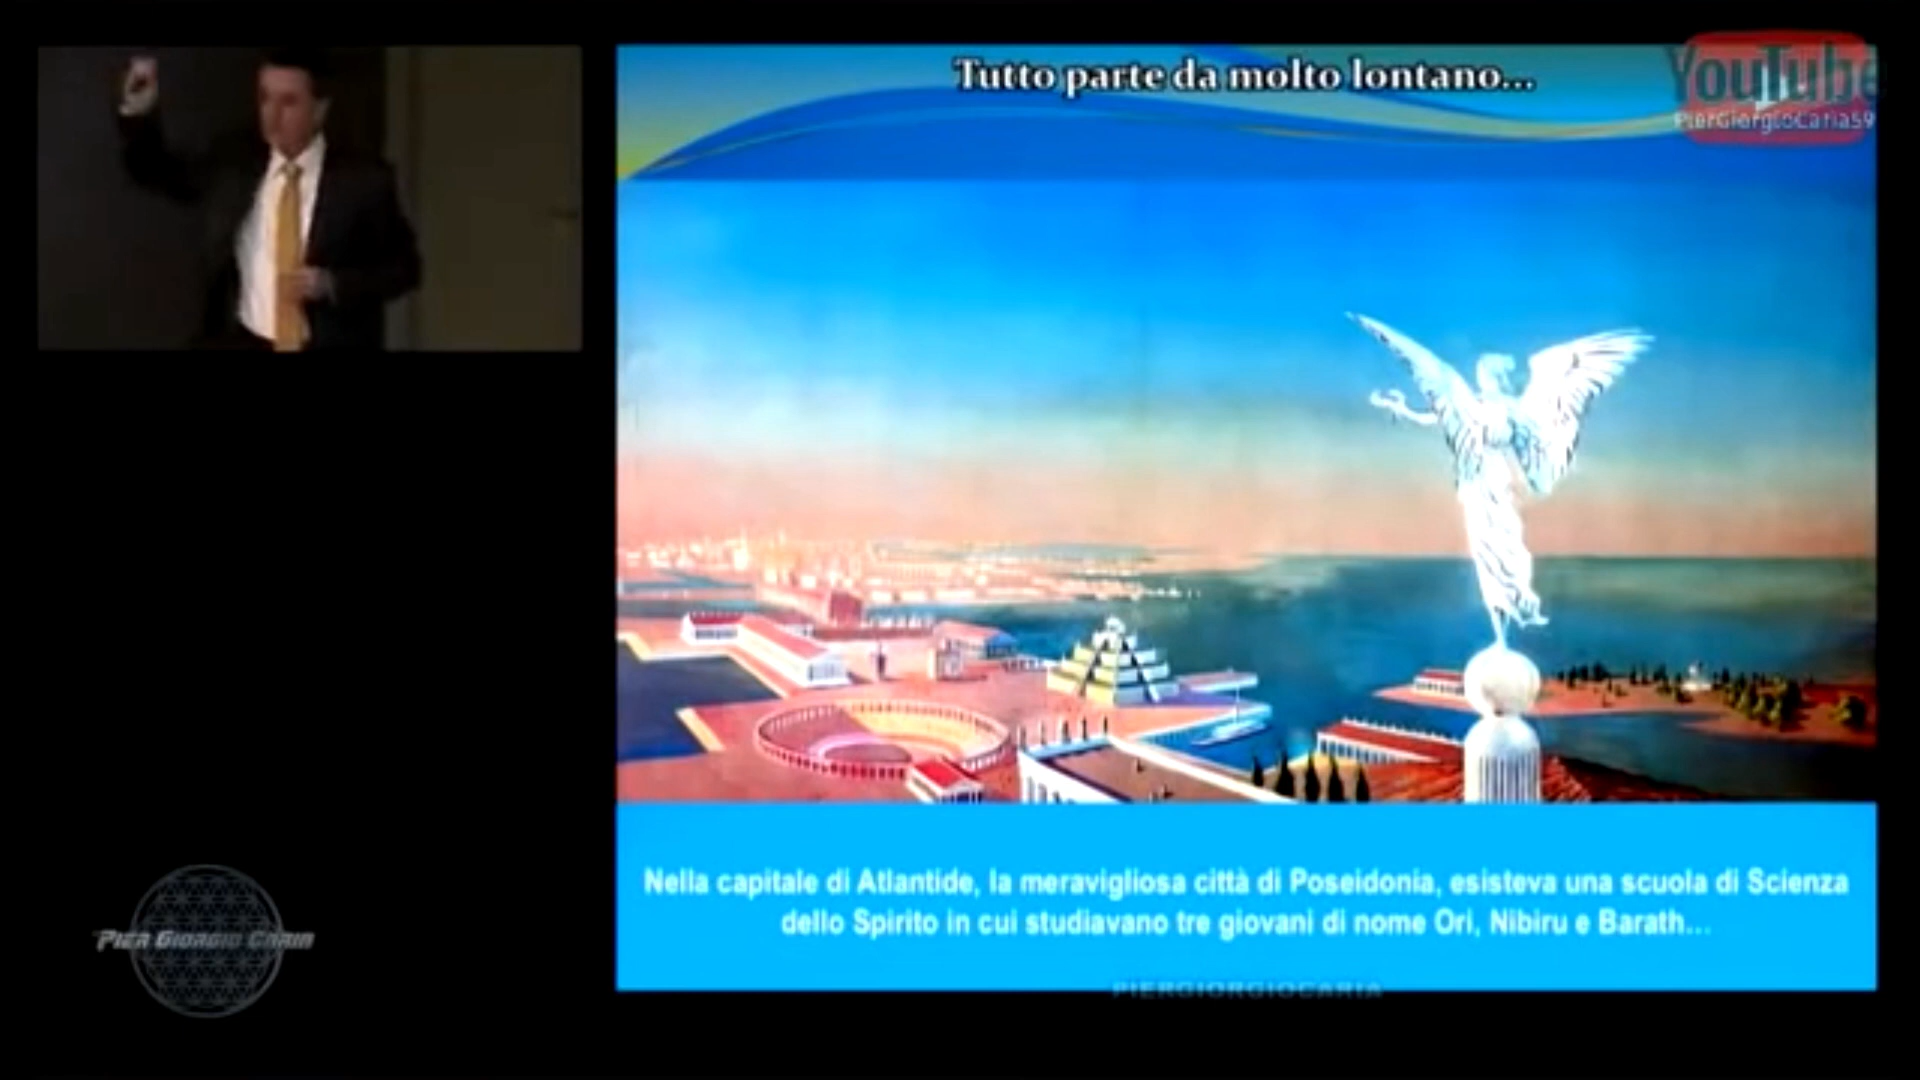 Tutto parte da molto lontano...
YouTube
PierGiorgioCaria59
Nella capitale di Atlantide, la meravigliosa città di Poseidonia, esisteva una scuola di Scienza
dello Spirito in cui studiavano tre giovani di nome Ori, Nibiru e Barath...
PIER GIORGIO CARIA
PIERGIORGIOCARIA